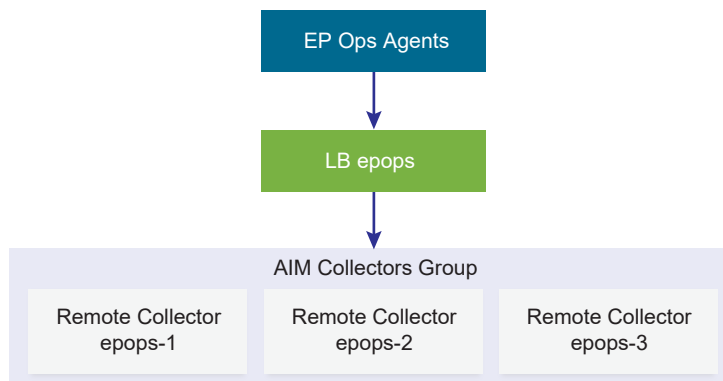 EP Ops Agents
LB epops
AIM Collectors Group
Remote Collector
epops-1
Remote Collector
epops-2
Remote Collector
epops-3